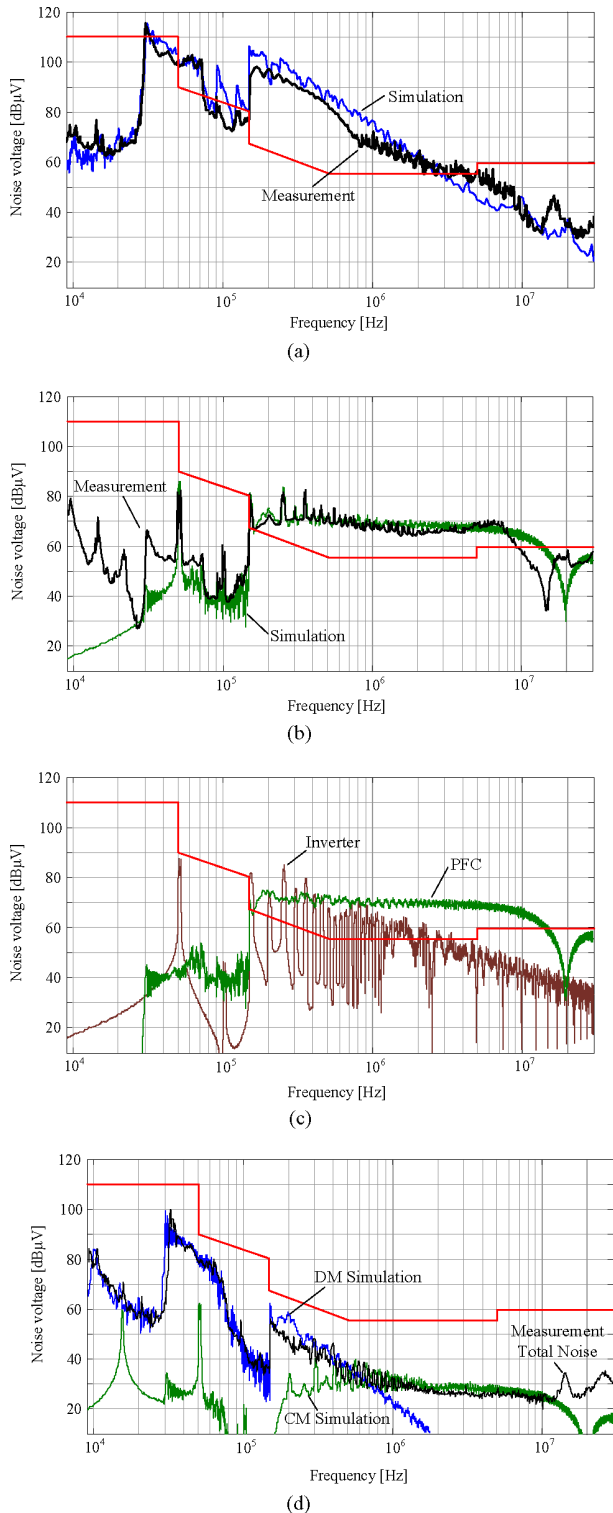 120
100
80
60
40
20
Noise voltage [dBµV]
Simulation
Measurement
10^4
10^5
10^6
10^7
Frequency [Hz]
(a)
120
100
80
60
40
20
Noise voltage [dBµV]
Measurement
Simulation
10^4
10^5
10^6
10^7
Frequency [Hz]
(b)
120
100
80
60
40
20
Noise voltage [dBµV]
Inverter
PFC
10^4
10^5
10^6
10^7
Frequency [Hz]
(c)
120
100
80
60
40
20
Noise voltage [dBµV]
DM Simulation
Measurement
Total Noise
CM Simulation
10^4
10^5
10^6
10^7
Frequency [Hz]
(d)